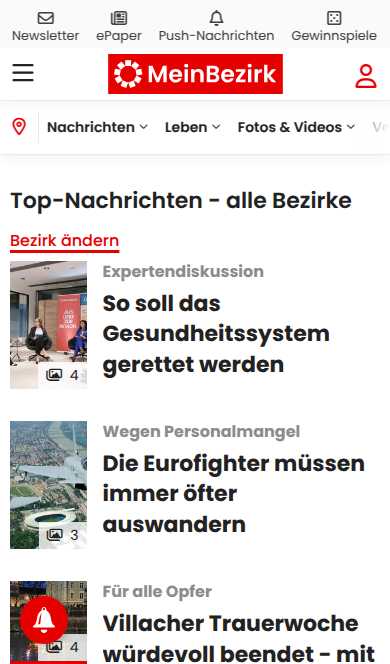 Newsletter
ePaper
Push-Nachrichten
Gewinnspiele
MeinBezirk
Nachrichten
Leben
Fotos & Videos
Top-Nachrichten - alle Bezirke
Bezirk ändern
Expertendiskussion
So soll das
Gesundheitssystem
gerettet werden
4
Wegen Personalmangel
Die Eurofighter müssen
immer öfter
auswandern
3
Für alle Opfer
Villacher Trauerwoche
würdevoll beendet - mit
4